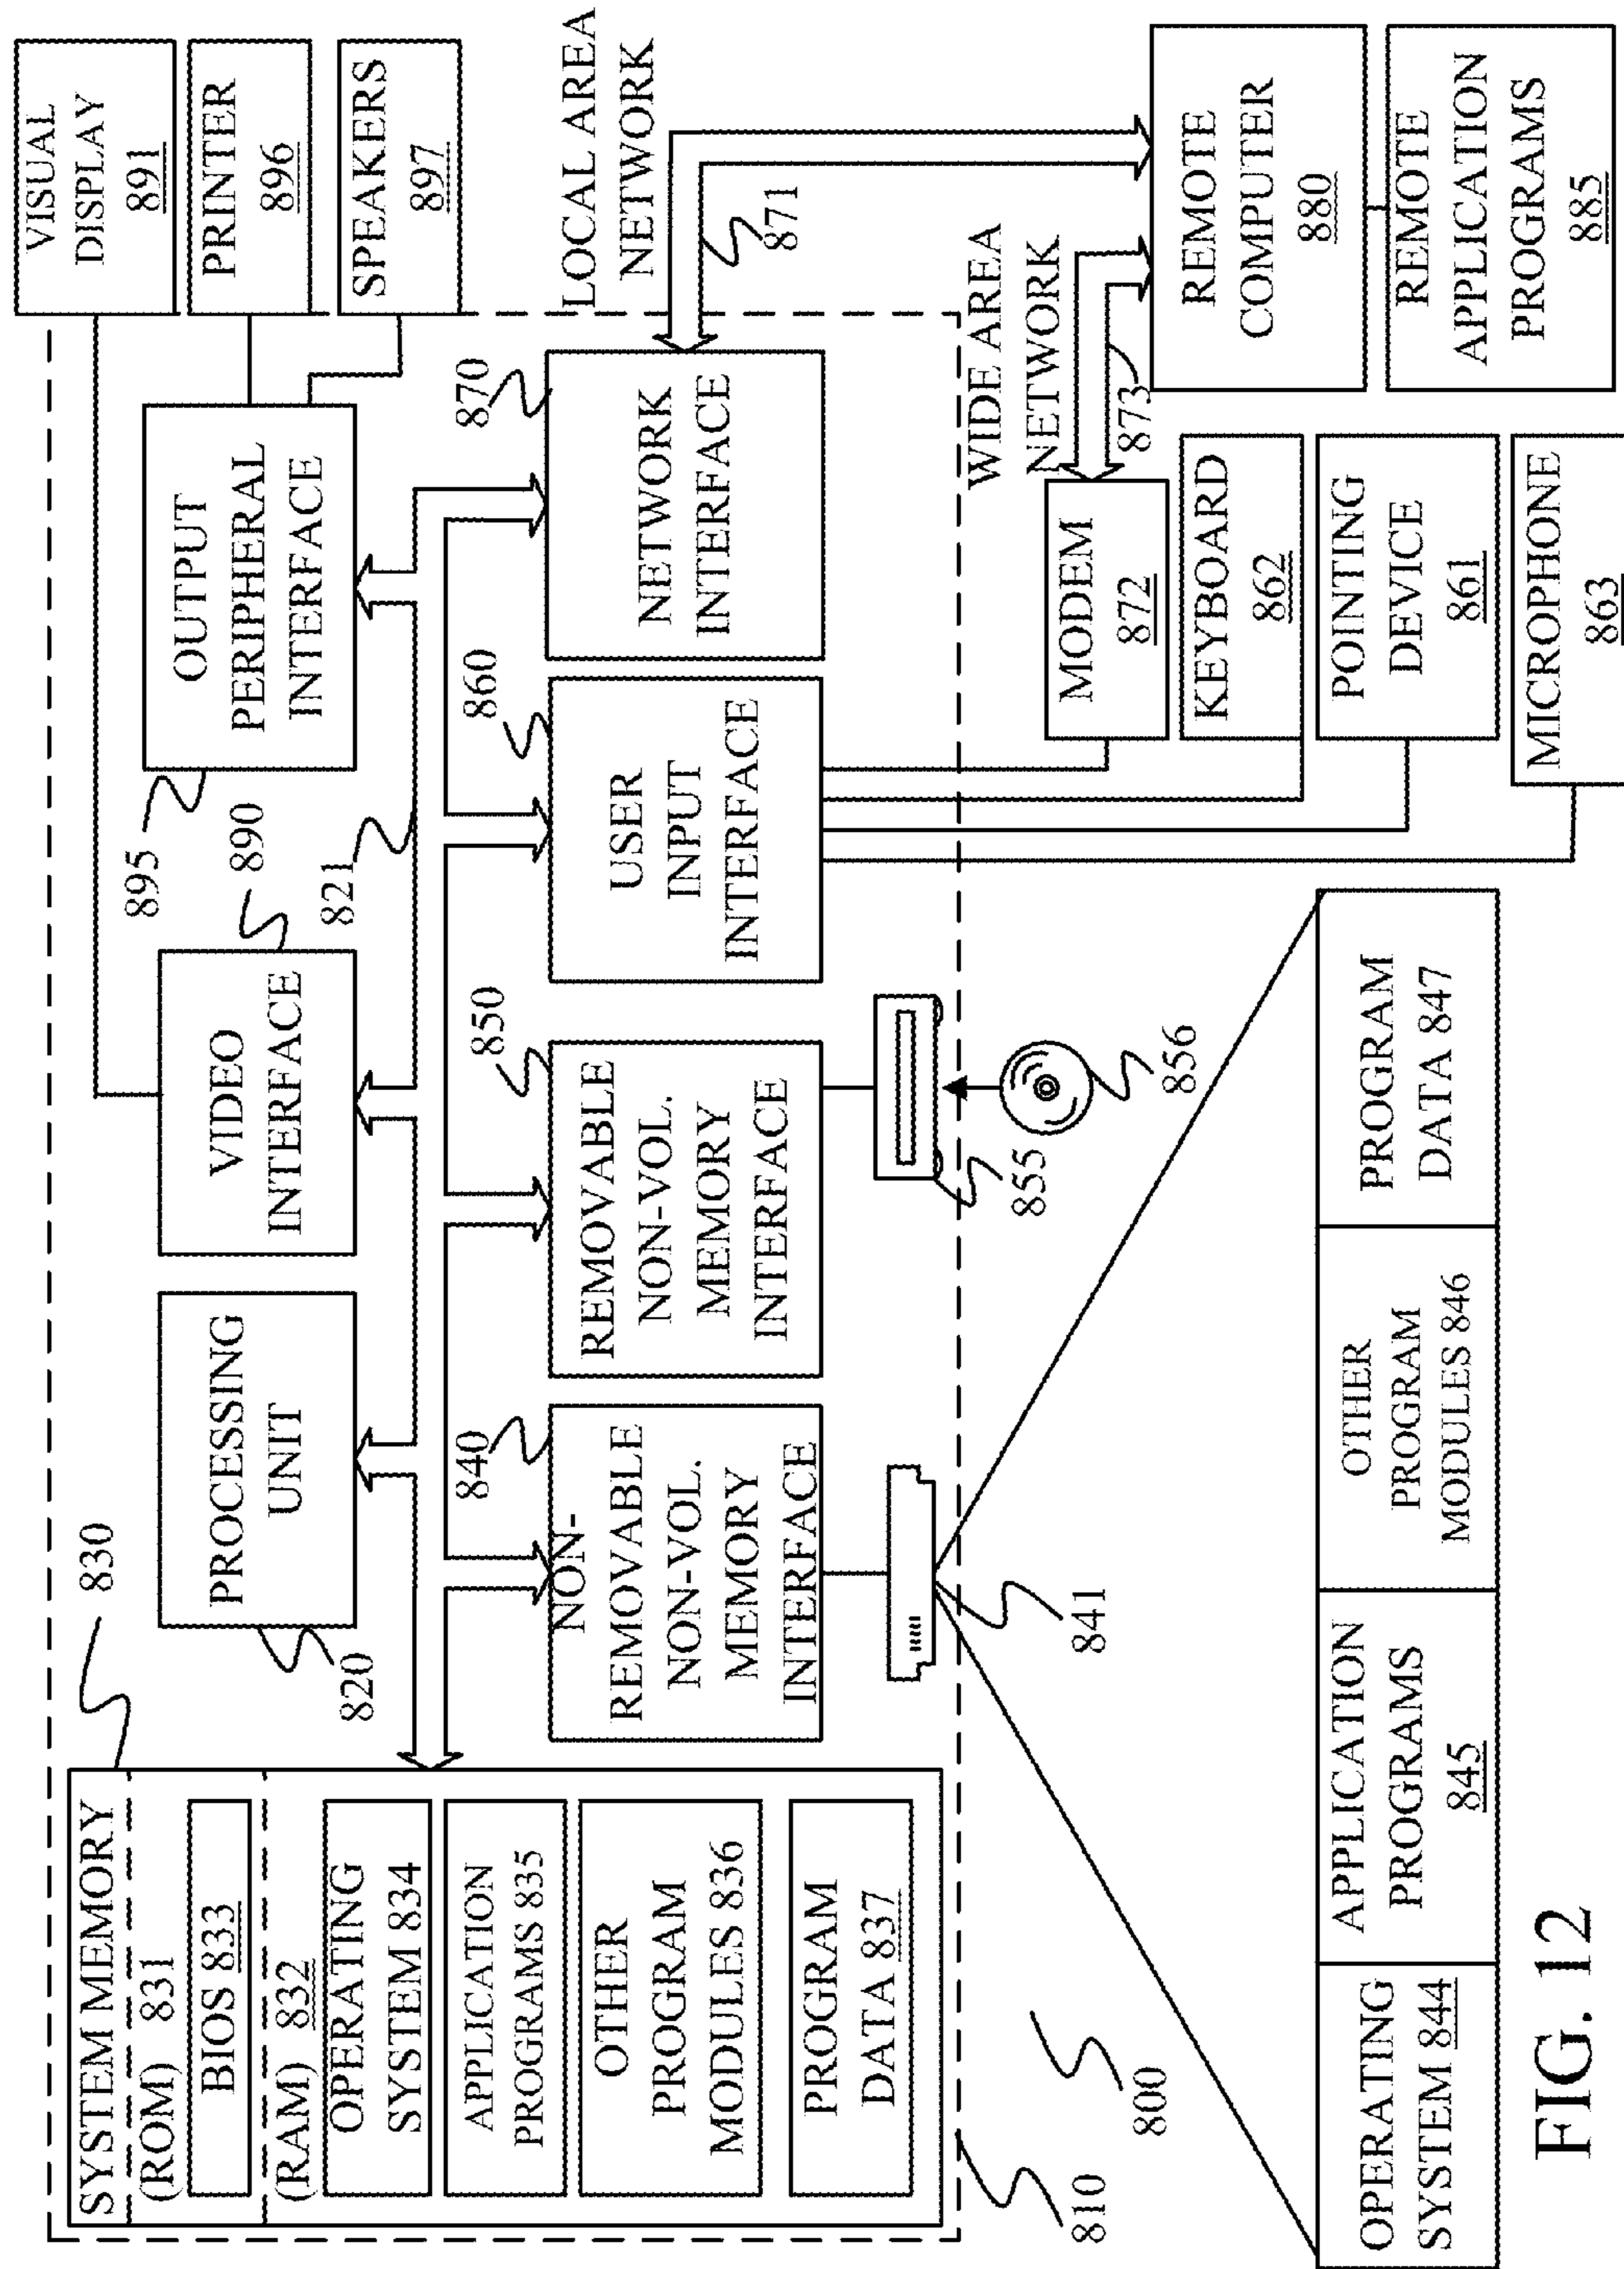 SYSTEM MEMORY
(ROM) 831
BIOS 833
(RAM) 832
OPERATING
SYSTEM 834
APPLICATION
PROGRAMS 835
OTHER
PROGRAM
MODULES 836
PROGRAM
DATA 837
830
820
PROCESSING
UNIT
VIDEO
INTERFACE
890
821
895
OUTPUT
PERIPHERAL
INTERFACE
VISUAL
DISPLAY
891
PRINTER
896
SPEAKERS
897
840
NON-
REMOVABLE
NON-VOL.
MEMORY
INTERFACE
850
REMOVABLE
NON-VOL.
MEMORY
INTERFACE
860
USER
INPUT
INTERFACE
870
NETWORK
INTERFACE
LOCAL AREA
NETWORK
871
810
800
841
855
856
WIDE AREA
NETWORK
873
MODEM
872
KEYBOARD
862
POINTING
DEVICE
861
MICROPHONE
863
REMOTE
COMPUTER
880
REMOTE
APPLICATION
PROGRAMS
885
OPERATING
SYSTEM 844
APPLICATION
PROGRAMS
845
OTHER
PROGRAM
MODULES 846
PROGRAM
DATA 847
FIG. 12